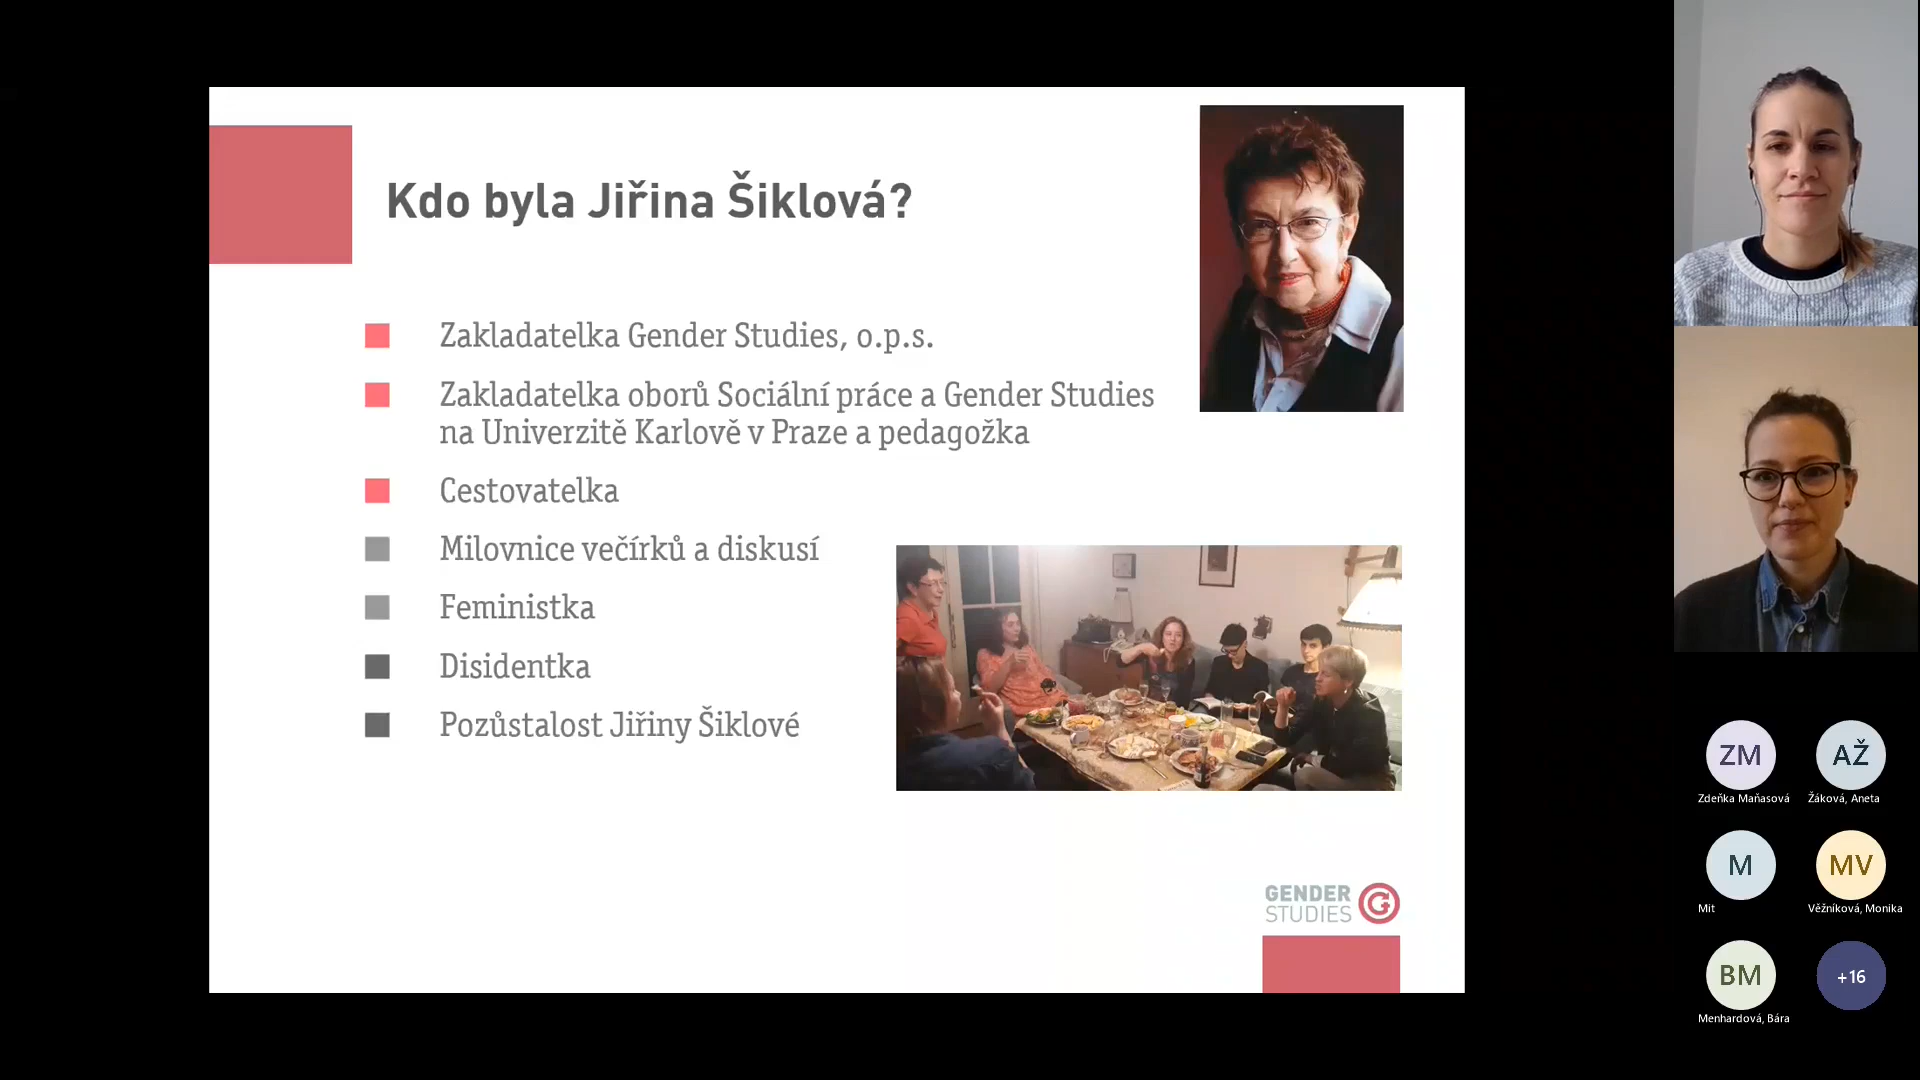 Kdo byla Jiřina Šiklová?
Zakladatelka Gender Studies, o.p.s.
Zakladatelka oborů Sociální práce a Gender Studies
na Univerzitě Karlově v Praze a pedagožka
Cestovatelka
Milovnice večírků a diskusí
Feministka
Disidentka
Pozůstalost Jiřiny Šiklové
GENDER
STUDIES
G
ZM
Zdeňka Maňasová
AŽ
Žáková, Aneta
M
Mit
MV
Věžníková, Monika
BM
Menhardová, Bára
+16